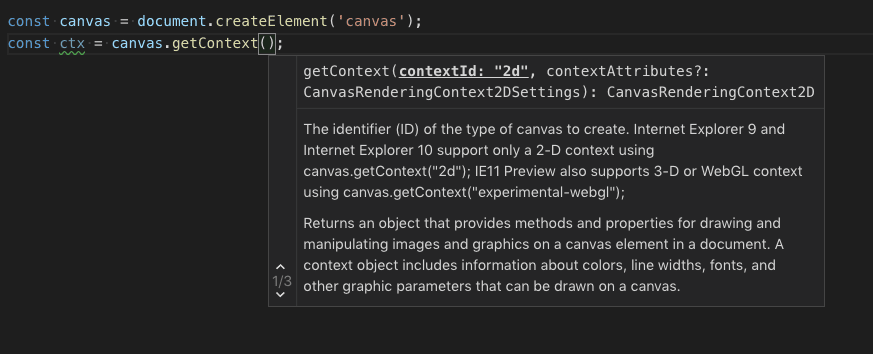 const canvas = document.createElement('canvas');
const ctx = canvas.getContext();
getContext(contextId: "2d", contextAttributes?:
CanvasRenderingContext2DSettings): CanvasRenderingContext2D
The identifier (ID) of the type of canvas to create. Internet Explorer 9 and
Internet Explorer 10 support only a 2-D context using
canvas.getContext("2d"); IE11 Preview also supports 3-D or WebGL context
using canvas.getContext("experimental-webgl");
Returns an object that provides methods and properties for drawing and
manipulating images and graphics on a canvas element in a document. A
context object includes information about colors, line widths, fonts, and
other graphic parameters that can be drawn on a canvas.
1/3